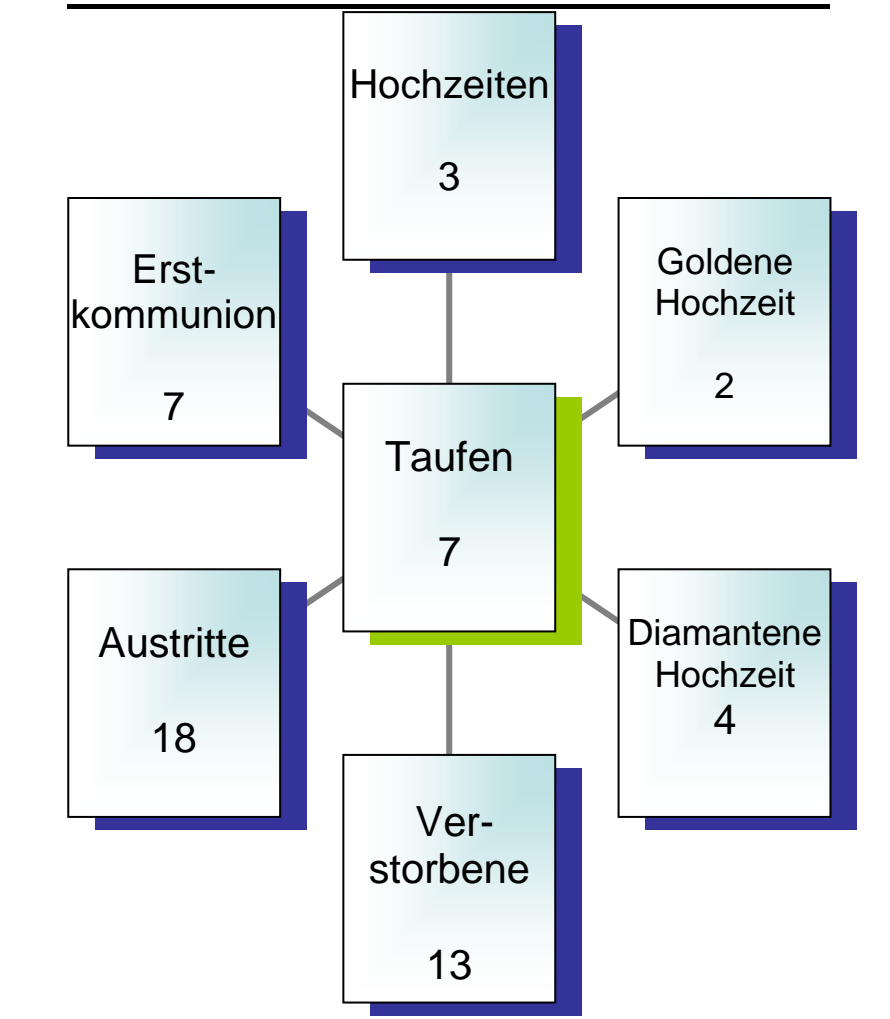 Hochzeiten
3
Erst-
kommunion
7
Goldene
Hochzeit
2
Taufen
7
Austritte
18
Diamantene
Hochzeit
4
Ver-
storbene
13